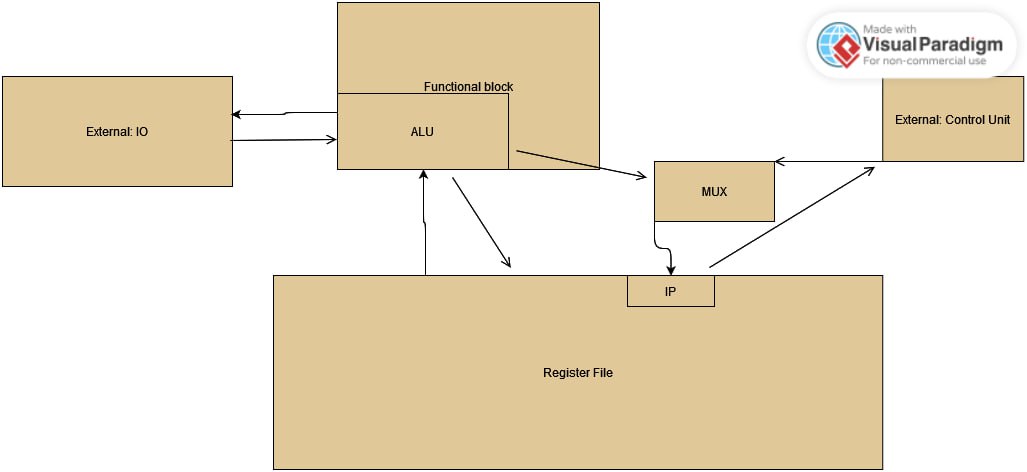 Made with
Visual Paradigm
For non-commercial use
Functional block
External: IO
ALU
External: Control Unit
MUX
IP
Register File